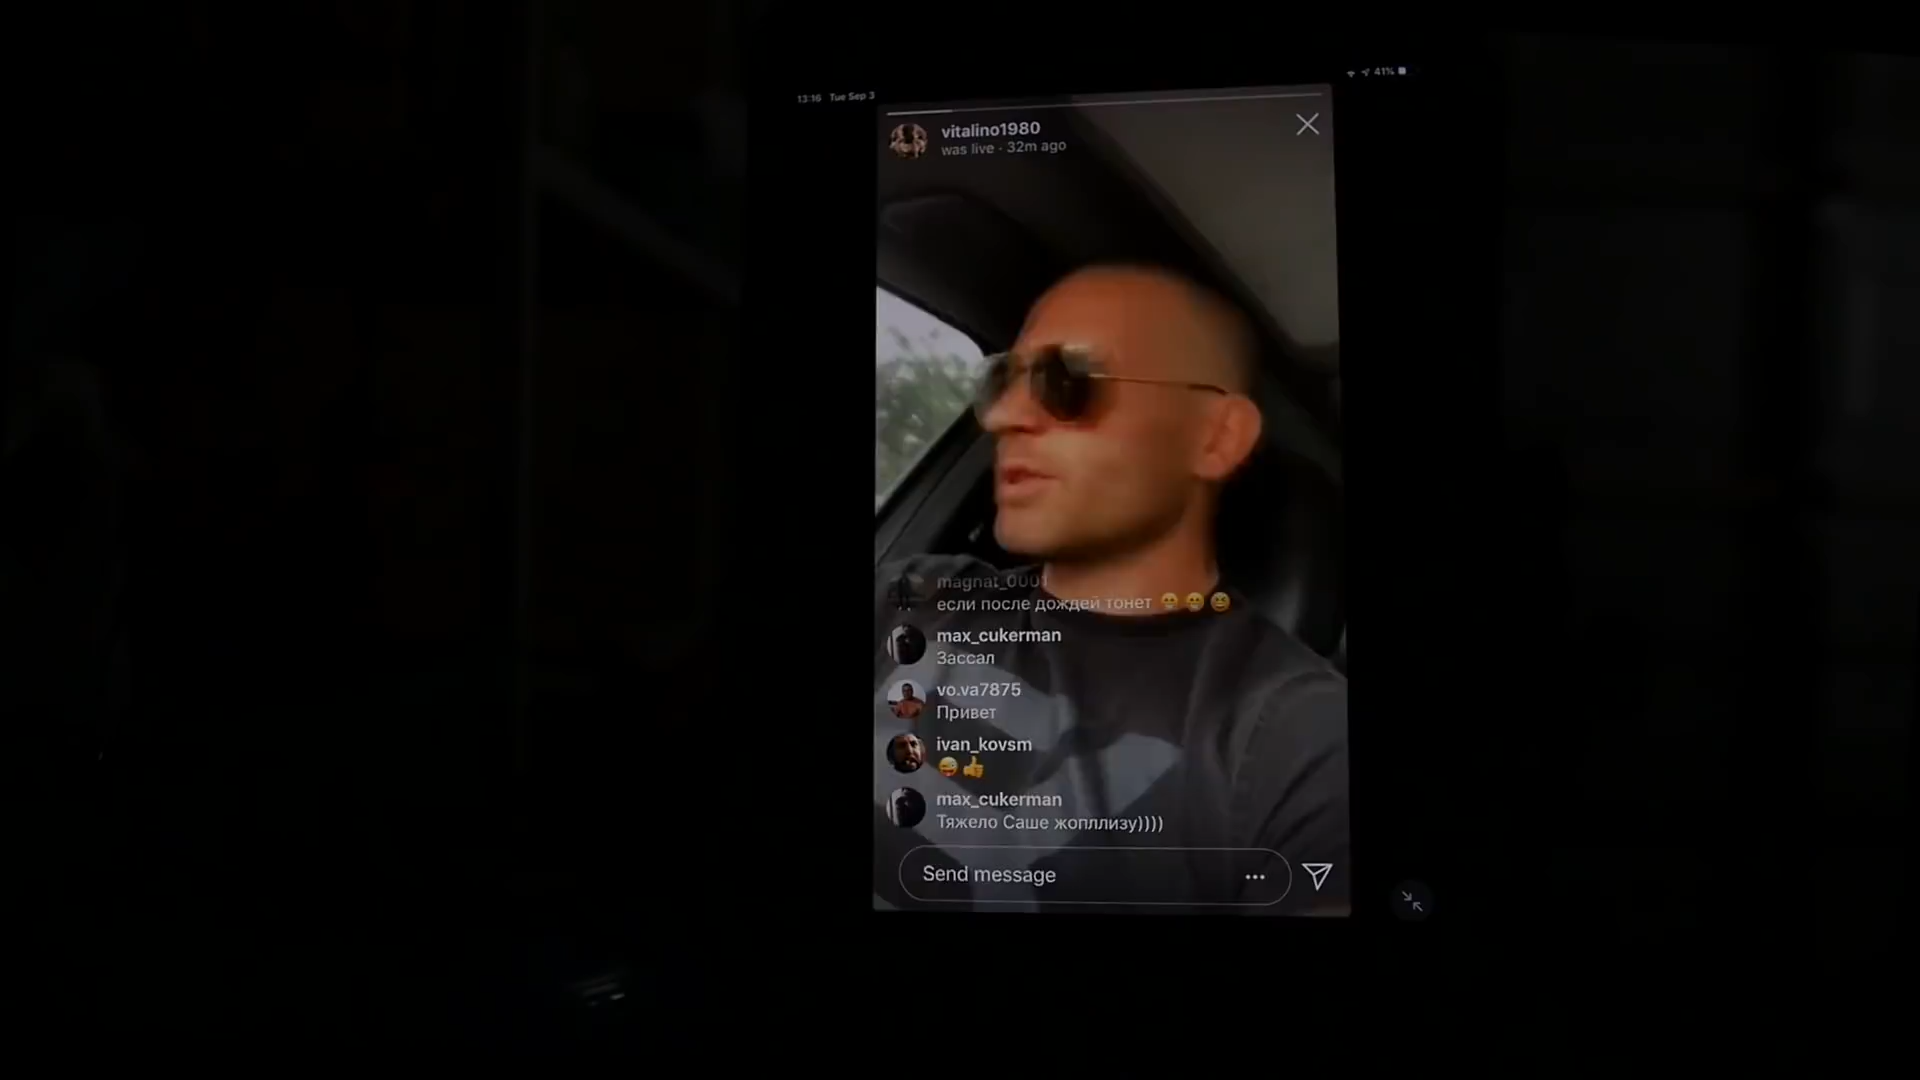 13:16 Tue Sep 3
41%
vitalino1980
was live · 32m ago
magnat_0001
если после дождей тонет 😁😁😆
max_cukerman
Зассал
vo.va7875
Привет
ivan_kovsm
😜👍
max_cukerman
Тяжело Саше жопллизу))))
Send message